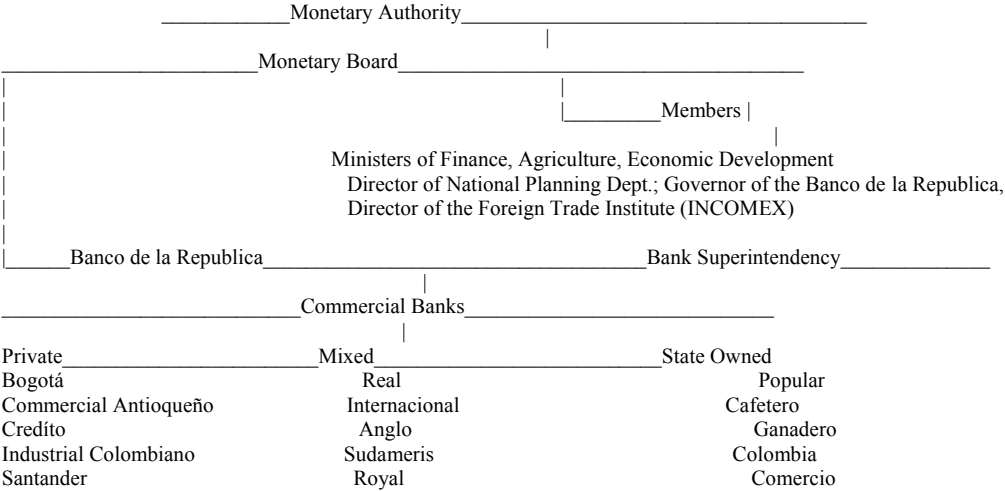 Monetary Authority
Monetary Board
Members
Ministers of Finance, Agriculture, Economic Development
Director of National Planning Dept.; Governor of the Banco de la Republica,
Director of the Foreign Trade Institute (INCOMEX)
Banco de la Republica Bank Superintendency
Commercial Banks
Private Mixed State Owned
Bogotá Real Popular
Commercial Antioqueño Internacional Cafetero
Credíto Anglo Ganadero
Industrial Colombiano Sudameris Colombia
Santander Royal Comercio